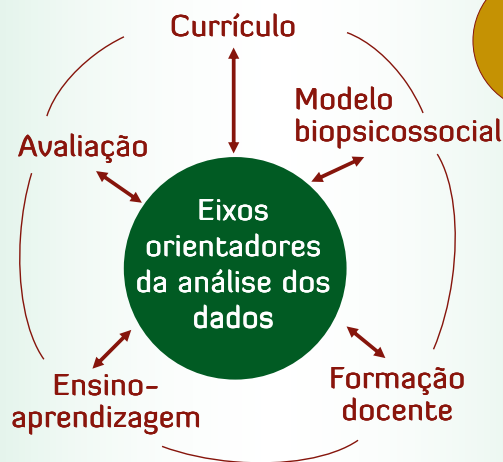 Currículo
Modelo
biopsicossocial
Avaliação
Eixos
orientadores
da análise dos
dados
Ensino-
aprendizagem
Formação
docente